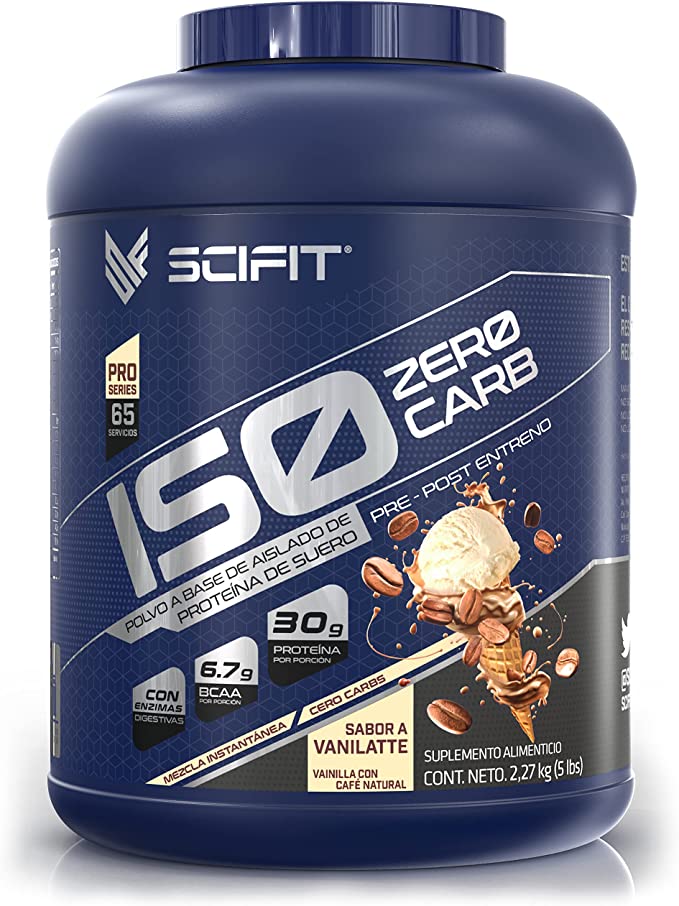 SCIFIT®
PRO
SERIES
65
SERVICIOS
ISO
ZERO
CARB
PRE - POST ENTRENO
POLVO A BASE DE AISLADO DE
PROTEÍNA DE SUERO
30g
PROTEÍNA
POR PORCIÓN
6.7g
BCAA
POR PORCIÓN
CON
ENZIMAS
DIGESTIVAS
MEZCLA INSTANTÁNEA / CERO CARBS
SABOR A
VANILATTE
VAINILLA CON
CAFÉ NATURAL
SUPLEMENTO ALIMENTICIO
CONT. NETO. 2,27 kg (5 lbs)